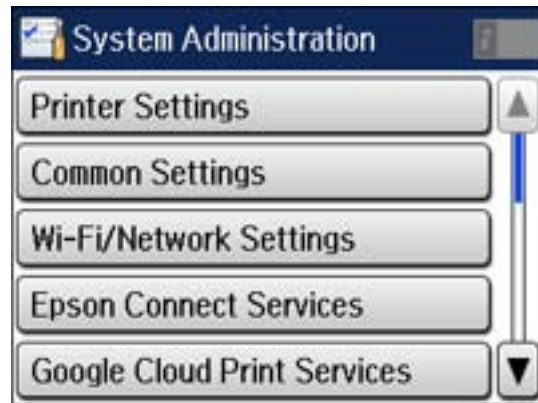 System Administration
Printer Settings
Common Settings
Wi-Fi/Network Settings
Epson Connect Services
Google Cloud Print Services